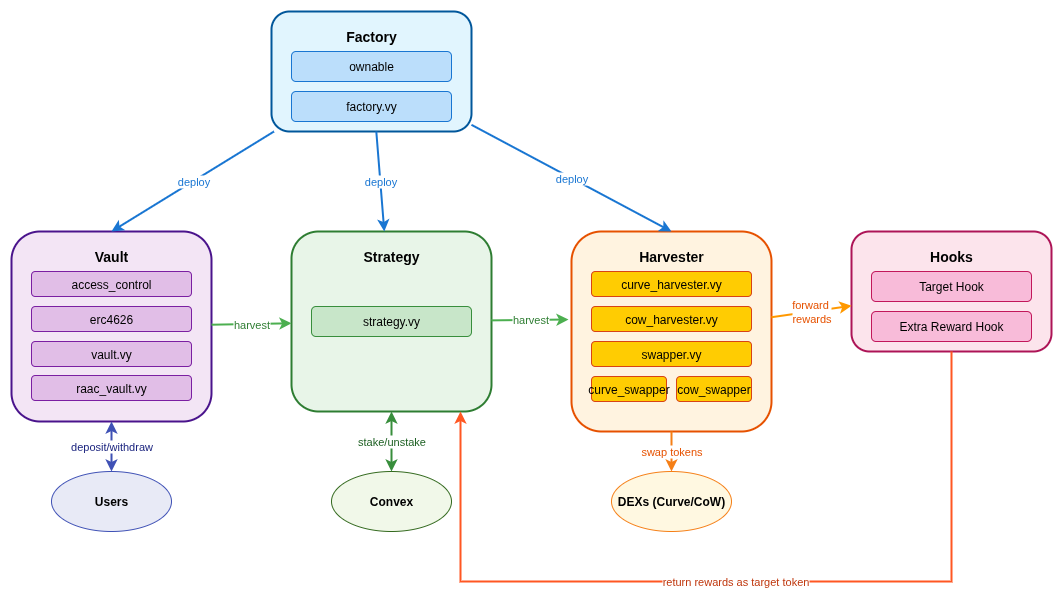 Factory
ownable
factory.vy
deploy
deploy
deploy
Vault
access_control
erc4626
vault.vy
raac_vault.vy
harvest
Strategy
strategy.vy
harvest
Harvester
curve_harvester.vy
cow_harvester.vy
swapper.vy
curve_swapper
cow_swapper
forward
rewards
Hooks
Target Hook
Extra Reward Hook
deposit/withdraw
stake/unstake
swap tokens
Users
Convex
DEXs (Curve/CoW)
return rewards as target token